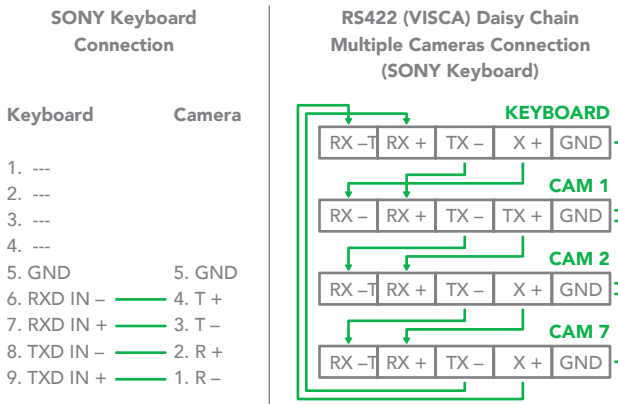 SONY Keyboard
Connection
Keyboard Camera
1. ---
2. ---
3. ---
4. ---
5. GND 5. GND
6. RXD IN – 4. T +
7. RXD IN + 3. T –
8. TXD IN – 2. R +
9. TXD IN + 1. R –
RS422 (VISCA) Daisy Chain
Multiple Cameras Connection
(SONY Keyboard)
KEYBOARD
RX –T RX + TX – X + GND
CAM 1
RX - RX + TX – TX + GND
CAM 2
RX –T RX + TX – X + GND
CAM 7
RX –T RX + TX – X + GND